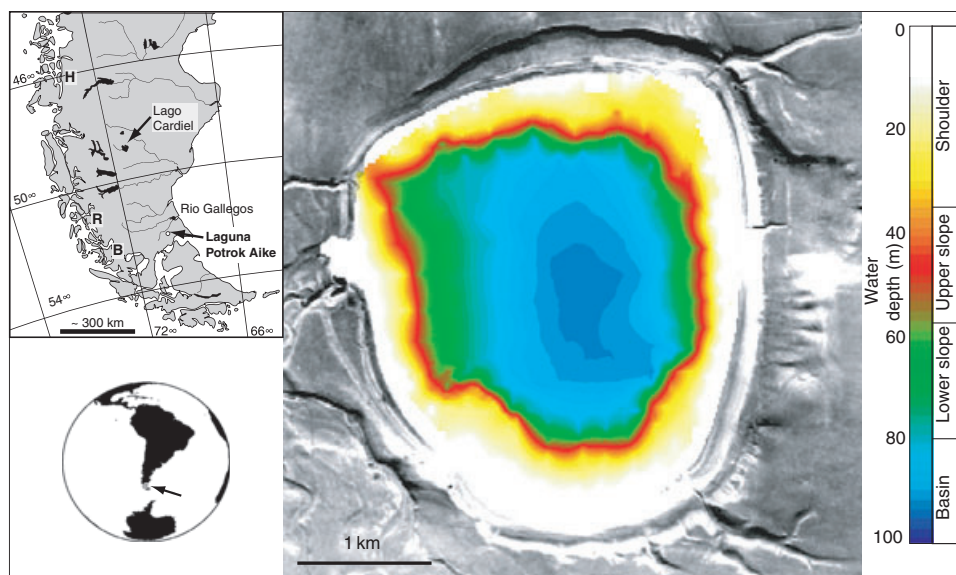 46∞
H
Lago
Cardiel
50∞
Rio Gallegos
R
Laguna
Potrok Aike
B
54∞
~ 300 km
72∞
66∞
1 km
0
20
40
60
80
100
Water
depth (m)
Shoulder
Upper slope
Lower slope
Basin